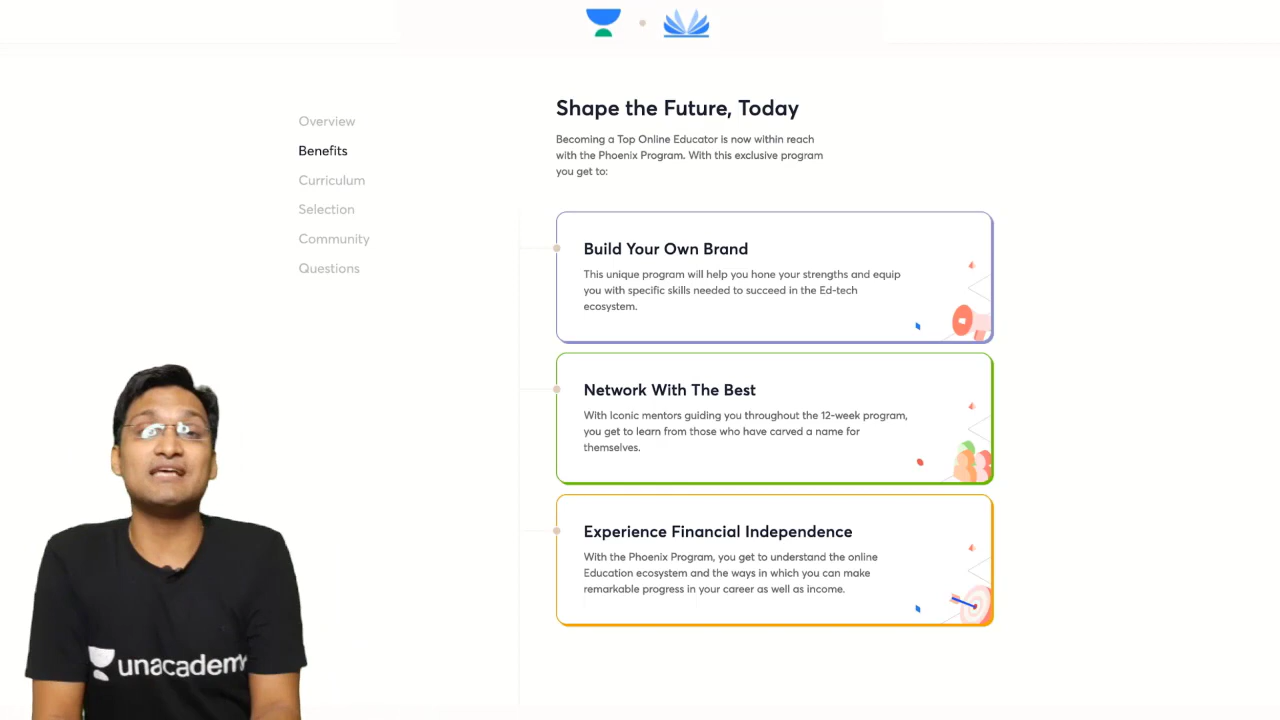 Overview
Benefits
Curriculum
Selection
Community
Questions
Shape the Future, Today
Becoming a Top Online Educator is now within reach
with the Phoenix Program. With this exclusive program
you get to:
Build Your Own Brand
This unique program will help you hone your strengths and equip
you with specific skills needed to succeed in the Ed-tech
ecosystem.
Network With The Best
With Iconic mentors guiding you throughout the 12-week program,
you get to learn from those who have carved a name for
themselves.
Experience Financial Independence
With the Phoenix Program, you get to understand the online
Education ecosystem and the ways in which you can make
remarkable progress in your career as well as income.
unacademy